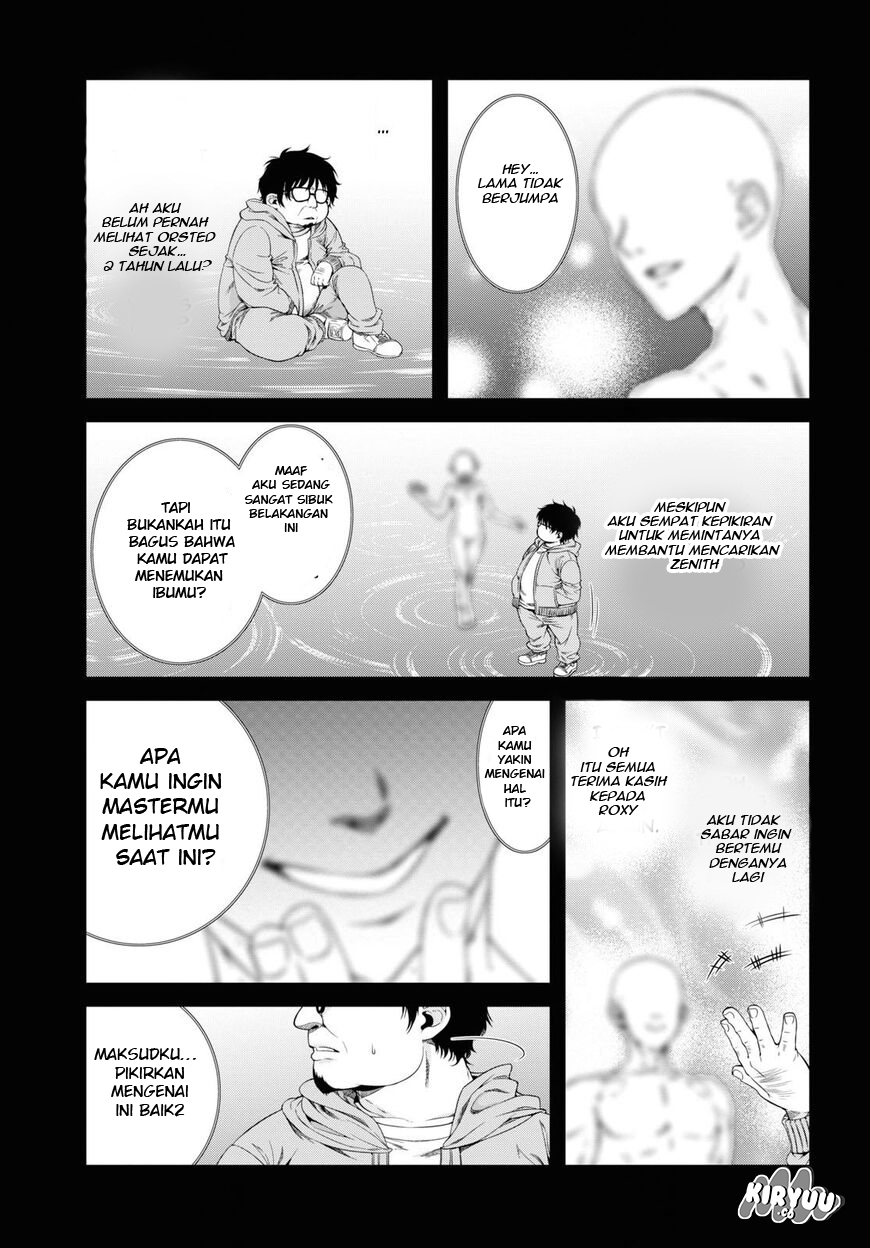 HEY...
LAMA TIDAK
BERJUMPA
...
AH AKU
BELUM PERNAH
MELIHAT ORSTED
SEJAK...
2 TAHUN LALU?
MESKIPUN
AKU SEMPAT KEPIKIRAN
UNTUK MEMINTANYA
MEMBANTU MENCARIKAN
ZENITH
MAAF
AKU SEDANG
SANGAT SIBUK
BELAKANGAN
INI
TAPI
BUKANKAH ITU
BAGUS BAHWA
KAMU DAPAT
MENEMUKAN
IBUMU?
OH
ITU SEMUA
TERIMA KASIH
KEPADA
ROXY
AKU TIDAK
SABAR INGIN
BERTEMU
DENGANYA
LAGI
APA
KAMU
YAKIN
MENGENAI
HAL
ITU?
APA
KAMU INGIN
MASTERMU
MELIHATMU
SAAT INI?
MAKSUDKU...
PIKIRKAN
MENGENAI
INI BAIK2
KIRYUU
.CO